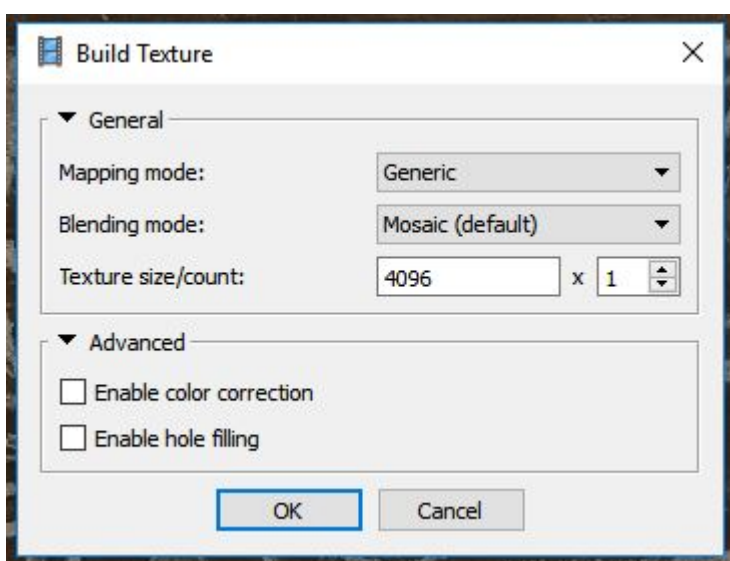 Build Texture
General
Mapping mode: Generic
Blending mode: Mosaic (default)
Texture size/count: 4096 x 1
Advanced
Enable color correction
Enable hole filling
OK Cancel